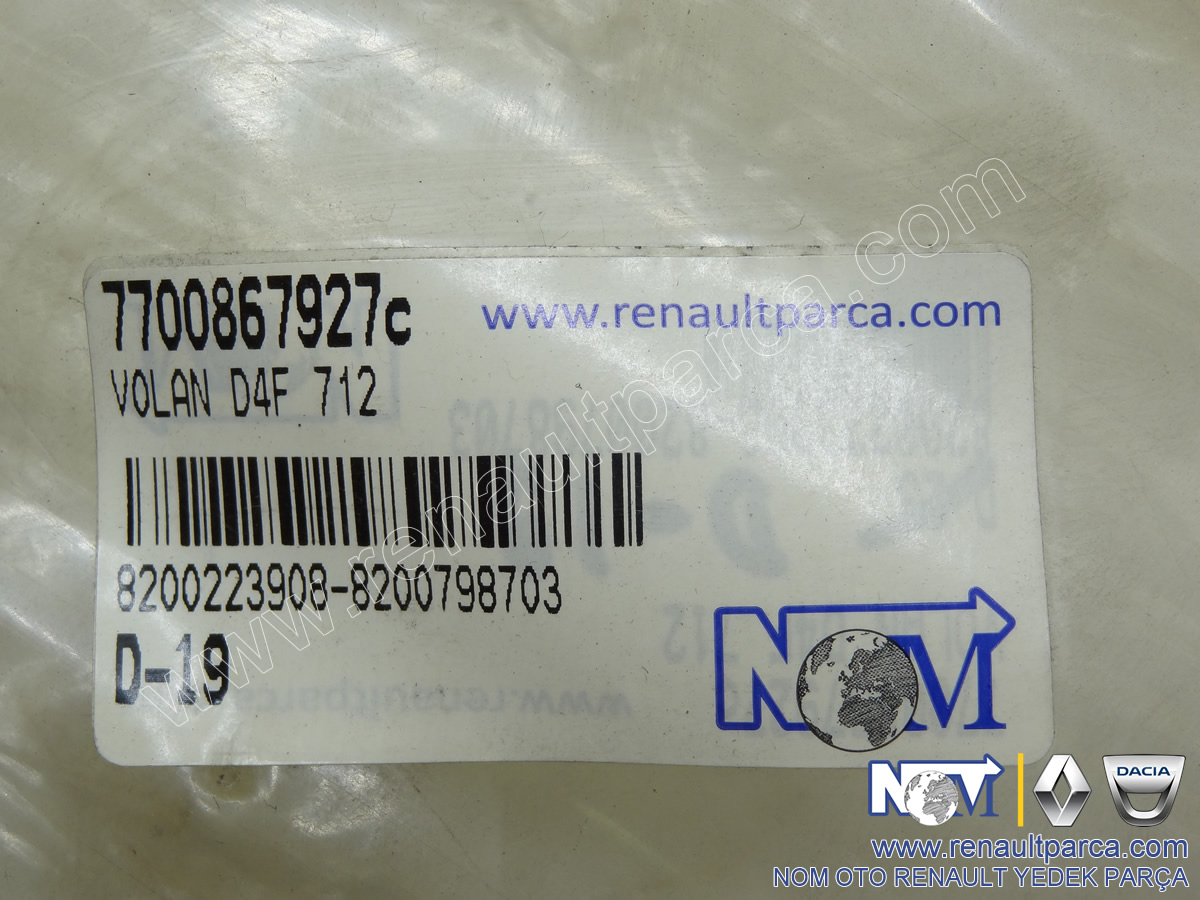 www.renaultparca.com
7700867927c
www.renaultparca.com
VOLAN D4F 712
8200223908-8200798703
D-19
NOM
NOM
DACIA
www.renaultparca.com
NOM OTO RENAULT YEDEK PARÇA